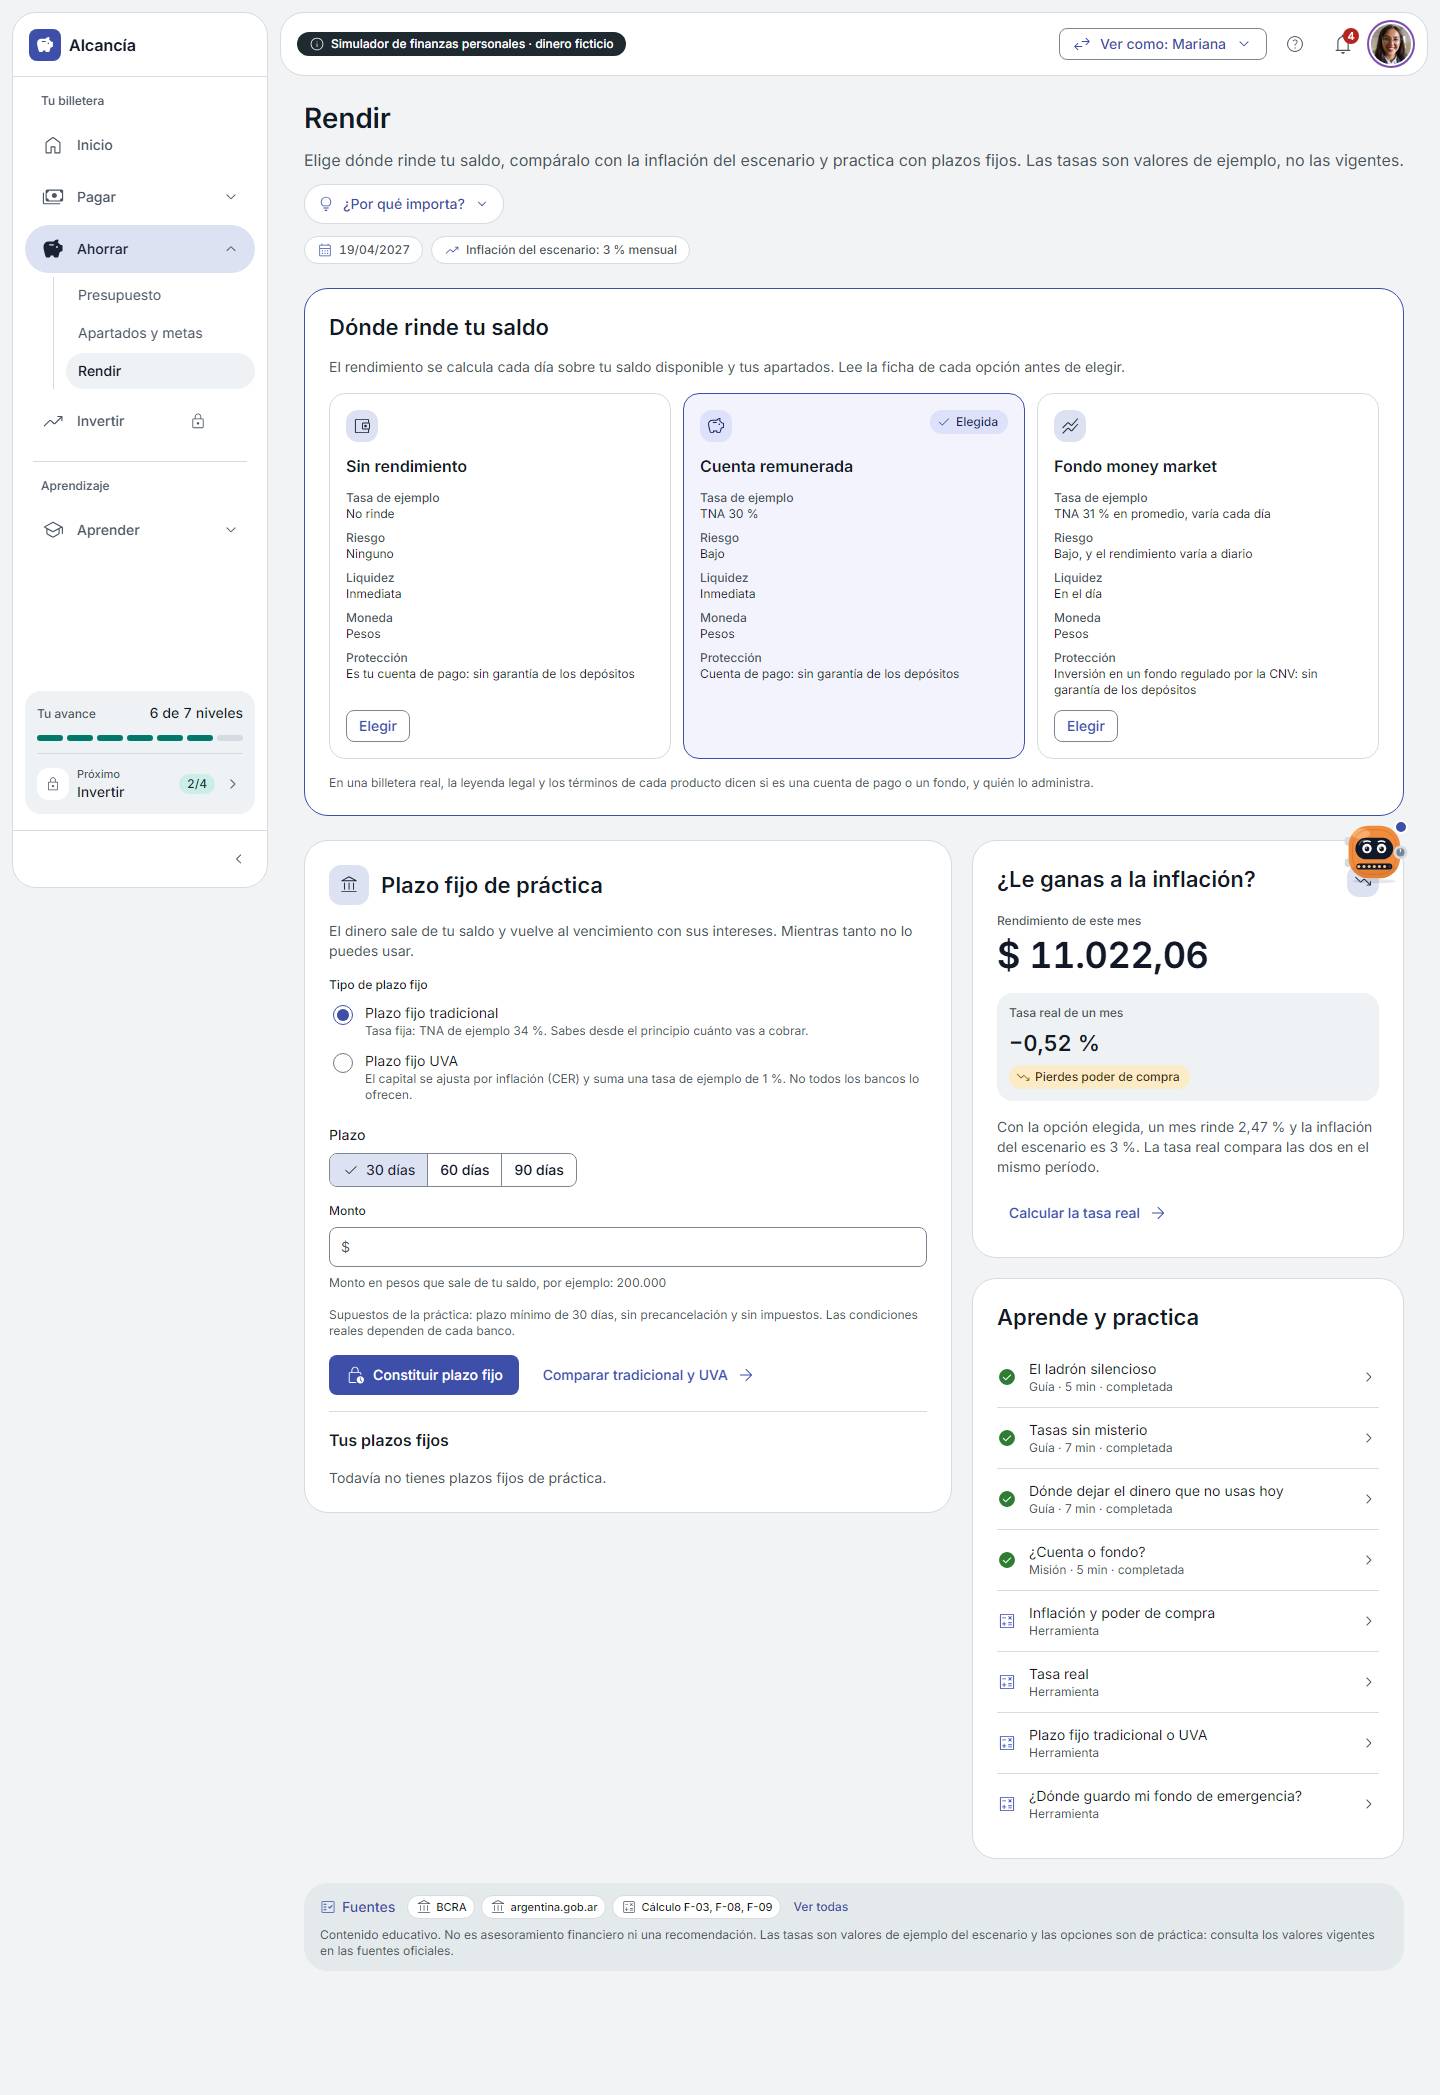 Alcancía
Simulador de finanzas personales · dinero ficticio
Ver como: Mariana
4
Tu billetera
Inicio
Pagar
Ahorrar
Presupuesto
Apartados y metas
Rendir
Invertir
Aprendizaje
Aprender
Tu avance
6 de 7 niveles
Próximo
Invertir
2/4
Rendir
Elige dónde rinde tu saldo, compáralo con la inflación del escenario y practica con plazos fijos. Las tasas son valores de ejemplo, no las vigentes.
¿Por qué importa?
19/04/2027
Inflación del escenario: 3 % mensual
Dónde rinde tu saldo
El rendimiento se calcula cada día sobre tu saldo disponible y tus apartados. Lee la ficha de cada opción antes de elegir.
Sin rendimiento
Tasa de ejemplo
No rinde
Riesgo
Ninguno
Liquidez
Inmediata
Moneda
Pesos
Protección
Es tu cuenta de pago: sin garantía de los depósitos
Elegir
Elegida
Cuenta remunerada
Tasa de ejemplo
TNA 30 %
Riesgo
Bajo
Liquidez
Inmediata
Moneda
Pesos
Protección
Cuenta de pago: sin garantía de los depósitos
Fondo money market
Tasa de ejemplo
TNA 31 % en promedio, varía cada día
Riesgo
Bajo, y el rendimiento varía a diario
Liquidez
En el día
Moneda
Pesos
Protección
Inversión en un fondo regulado por la CNV: sin
garantía de los depósitos
Elegir
En una billetera real, la leyenda legal y los términos de cada producto dicen si es una cuenta de pago o un fondo, y quién lo administra.
Plazo fijo de práctica
El dinero sale de tu saldo y vuelve al vencimiento con sus intereses. Mientras tanto no lo
puedes usar.
Tipo de plazo fijo
Plazo fijo tradicional
Tasa fija: TNA de ejemplo 34 %. Sabes desde el principio cuánto vas a cobrar.
Plazo fijo UVA
El capital se ajusta por inflación (CER) y suma una tasa de ejemplo de 1 %. No todos los bancos lo
ofrecen.
Plazo
30 días
60 días
90 días
Monto
$
Monto en pesos que sale de tu saldo, por ejemplo: 200.000
Supuestos de la práctica: plazo mínimo de 30 días, sin precancelación y sin impuestos. Las condiciones
reales dependen de cada banco.
Constituir plazo fijo
Comparar tradicional y UVA
Tus plazos fijos
Todavía no tienes plazos fijos de práctica.
¿Le ganas a la inflación?
Rendimiento de este mes
$ 11.022,06
Tasa real de un mes
−0,52 %
Pierdes poder de compra
Con la opción elegida, un mes rinde 2,47 % y la inflación
del escenario es 3 %. La tasa real compara las dos en el
mismo período.
Calcular la tasa real
Aprende y practica
El ladrón silencioso
Guía · 5 min · completada
Tasas sin misterio
Guía · 7 min · completada
Dónde dejar el dinero que no usas hoy
Guía · 7 min · completada
¿Cuenta o fondo?
Misión · 5 min · completada
Inflación y poder de compra
Herramienta
Tasa real
Herramienta
Plazo fijo tradicional o UVA
Herramienta
¿Dónde guardo mi fondo de emergencia?
Herramienta
Fuentes
BCRA
argentina.gob.ar
Cálculo F-03, F-08, F-09
Ver todas
Contenido educativo. No es asesoramiento financiero ni una recomendación. Las tasas son valores de ejemplo del escenario y las opciones son de práctica: consulta los valores vigentes
en las fuentes oficiales.